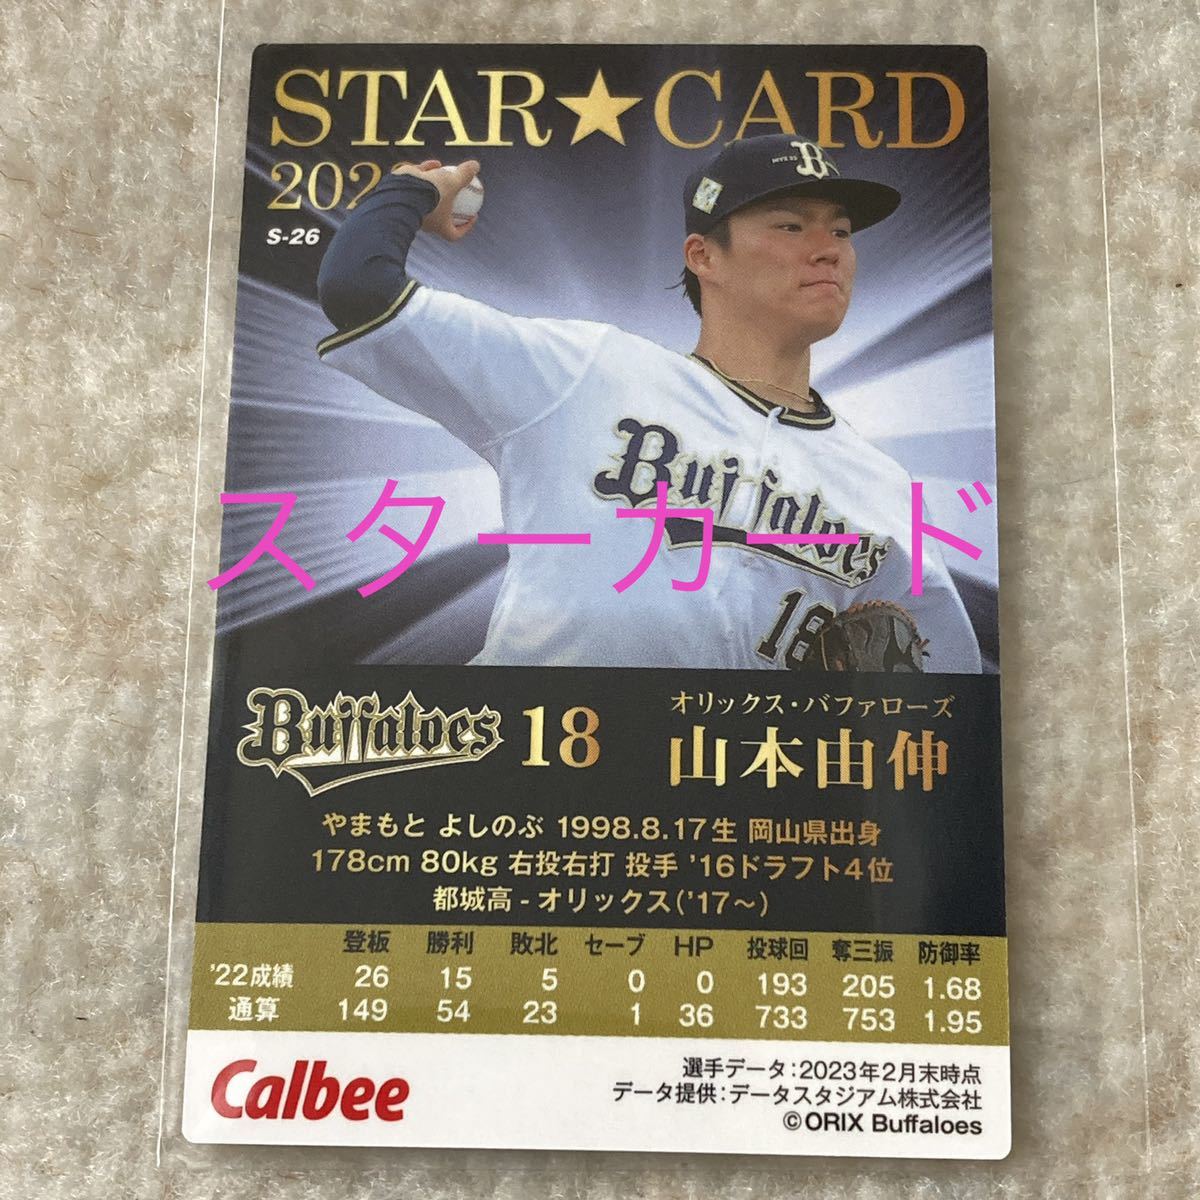 STAR★CARD
202
S-26
B
Buffaloes
18
スターカード
Buffaloes 18
オリックス・バファローズ
山本由伸
やまもと よしのぶ 1998.8.17生 岡山県出身
178cm 80kg 右投右打 投手 '16ドラフト4位
都城高 - オリックス('17〜)
登板 勝利 敗北 セーブ HP 投球回 奪三振 防御率
'22成績 26 15 5 0 0 193 205 1.68
通算 149 54 23 1 36 733 753 1.95
Calbee
選手データ:2023年2月末時点
データ提供:データスタジアム株式会社
©ORIX Buffaloes